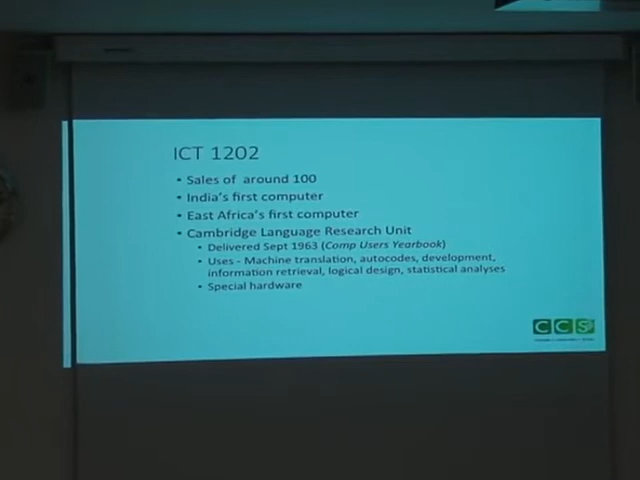 ICT 1202
• Sales of around 100
• India's first computer
• East Africa's first computer
• Cambridge Language Research Unit
• Delivered Sept 1963 (Comp Users Yearbook)
• Uses - Machine translation, autocodes, development,
information retrieval, logical design, statistical analyses
• Special hardware
CCS